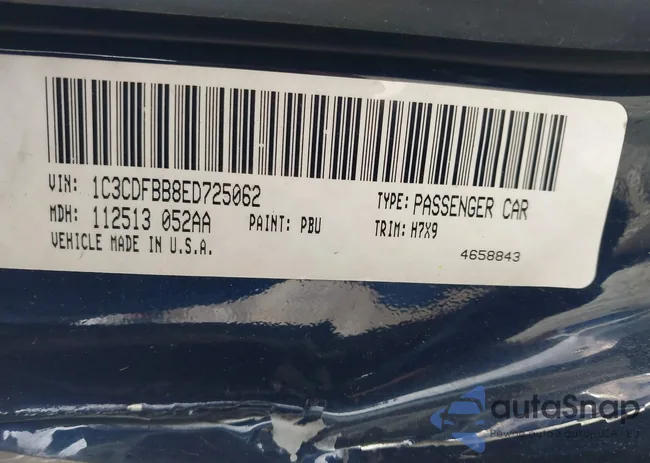 VIN: 1C3CDFBB8ED725062 TYPE: PASSENGER CAR
MDH: 112513 052AA PAINT: PBU TRIM: H7X9
VEHICLE MADE IN U.S.A. 4658843
autoSnap